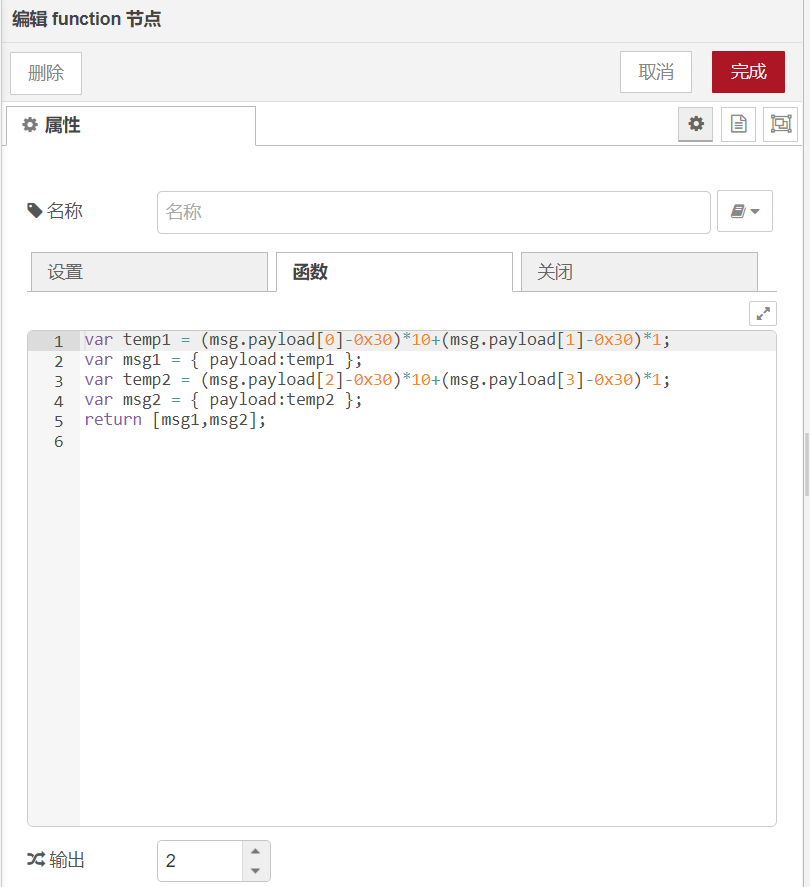 编辑 function 节点
删除
取消
完成
属性
名称
名称
设置
函数
关闭
1 var temp1 = (msg.payload[0]-0x30)*10+(msg.payload[1]-0x30)*1;
2 var msg1 = { payload:temp1 };
3 var temp2 = (msg.payload[2]-0x30)*10+(msg.payload[3]-0x30)*1;
4 var msg2 = { payload:temp2 };
5 return [msg1,msg2];
6
输出
2